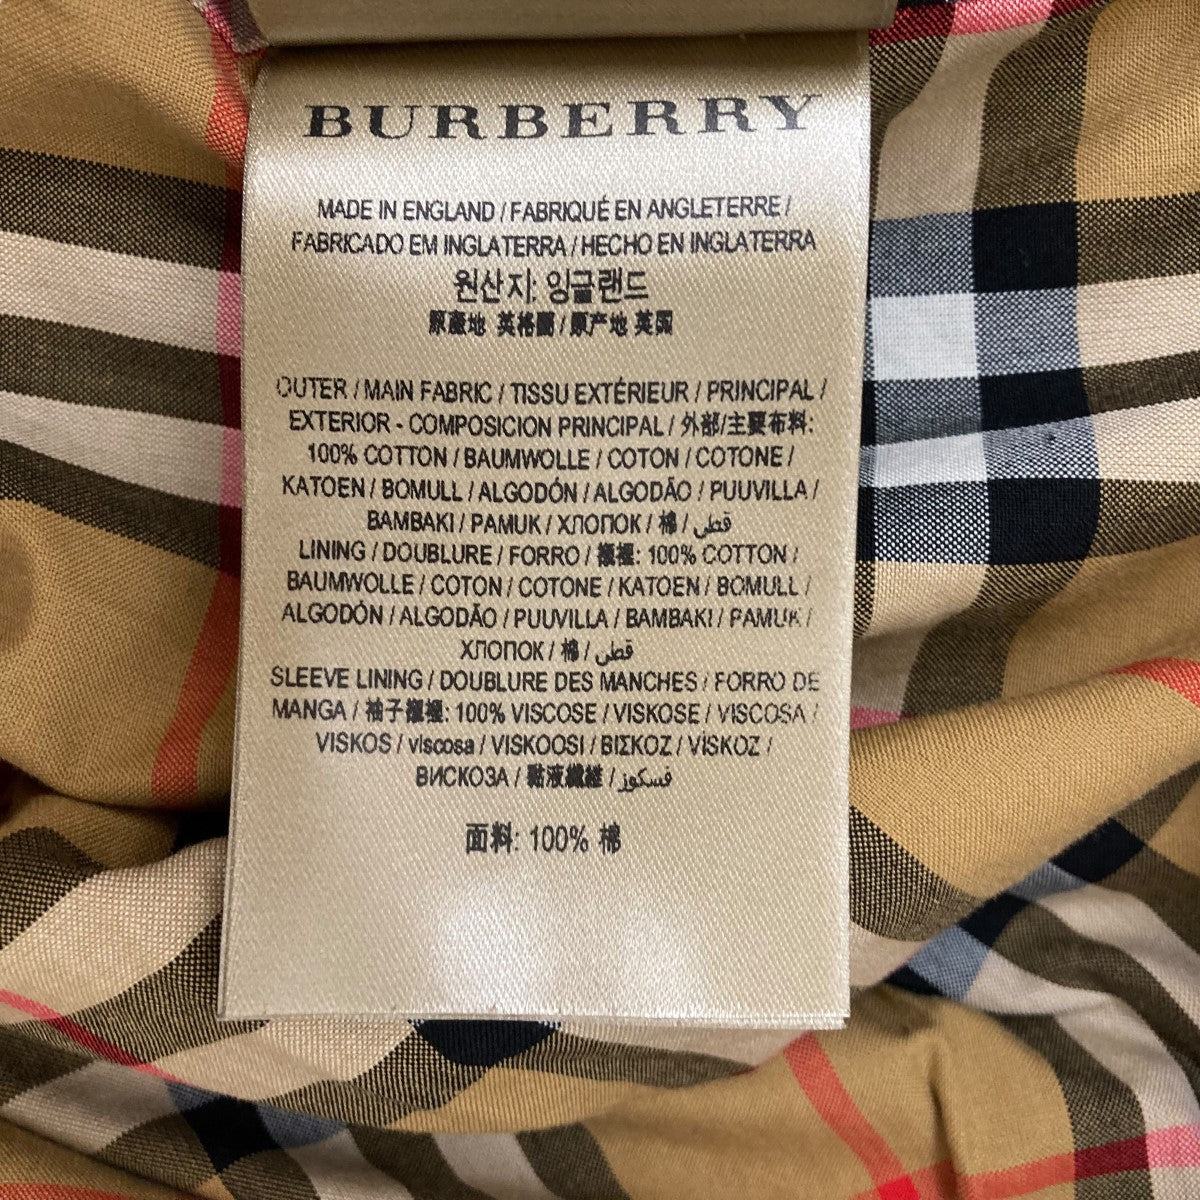 BURBERRY
MADE IN ENGLAND / FABRIQUÉ EN ANGLETERRE /
FABRICADO EM INGLATERRA / HECHO EN INGLATERRA
원산지: 잉글랜드
原產地 英格蘭 / 原产地 英国
OUTER / MAIN FABRIC / TISSU EXTÉRIEUR / PRINCIPAL /
EXTERIOR - COMPOSICION PRINCIPAL / 外部/主要布料:
100% COTTON / BAUMWOLLE / COTON / COTONE /
KATOEN / BOMULL / ALGODÓN / ALGODÃO / PUUVILLA /
BAMBAKI / PAMUK / ХЛОПОК / 棉 / قطن
LINING / DOUBLURE / FORRO / 襯裡: 100% COTTON /
BAUMWOLLE / COTON / COTONE / KATOEN / BOMULL /
ALGODÓN / ALGODÃO / PUUVILLA / BAMBAKI / PAMUK /
ХЛОПОК / 棉 / قطن
SLEEVE LINING / DOUBLURE DES MANCHES / FORRO DE
MANGA / 袖子襯裡: 100% VISCOSE / VISKOSE / VISCOSA /
VISKOS / viscosa / VISKOOSI / ΒΙΣΚΟΖ / VİSKOZ /
ВИСКОЗА / 黏液纖維 / فسكوز
面料: 100% 棉